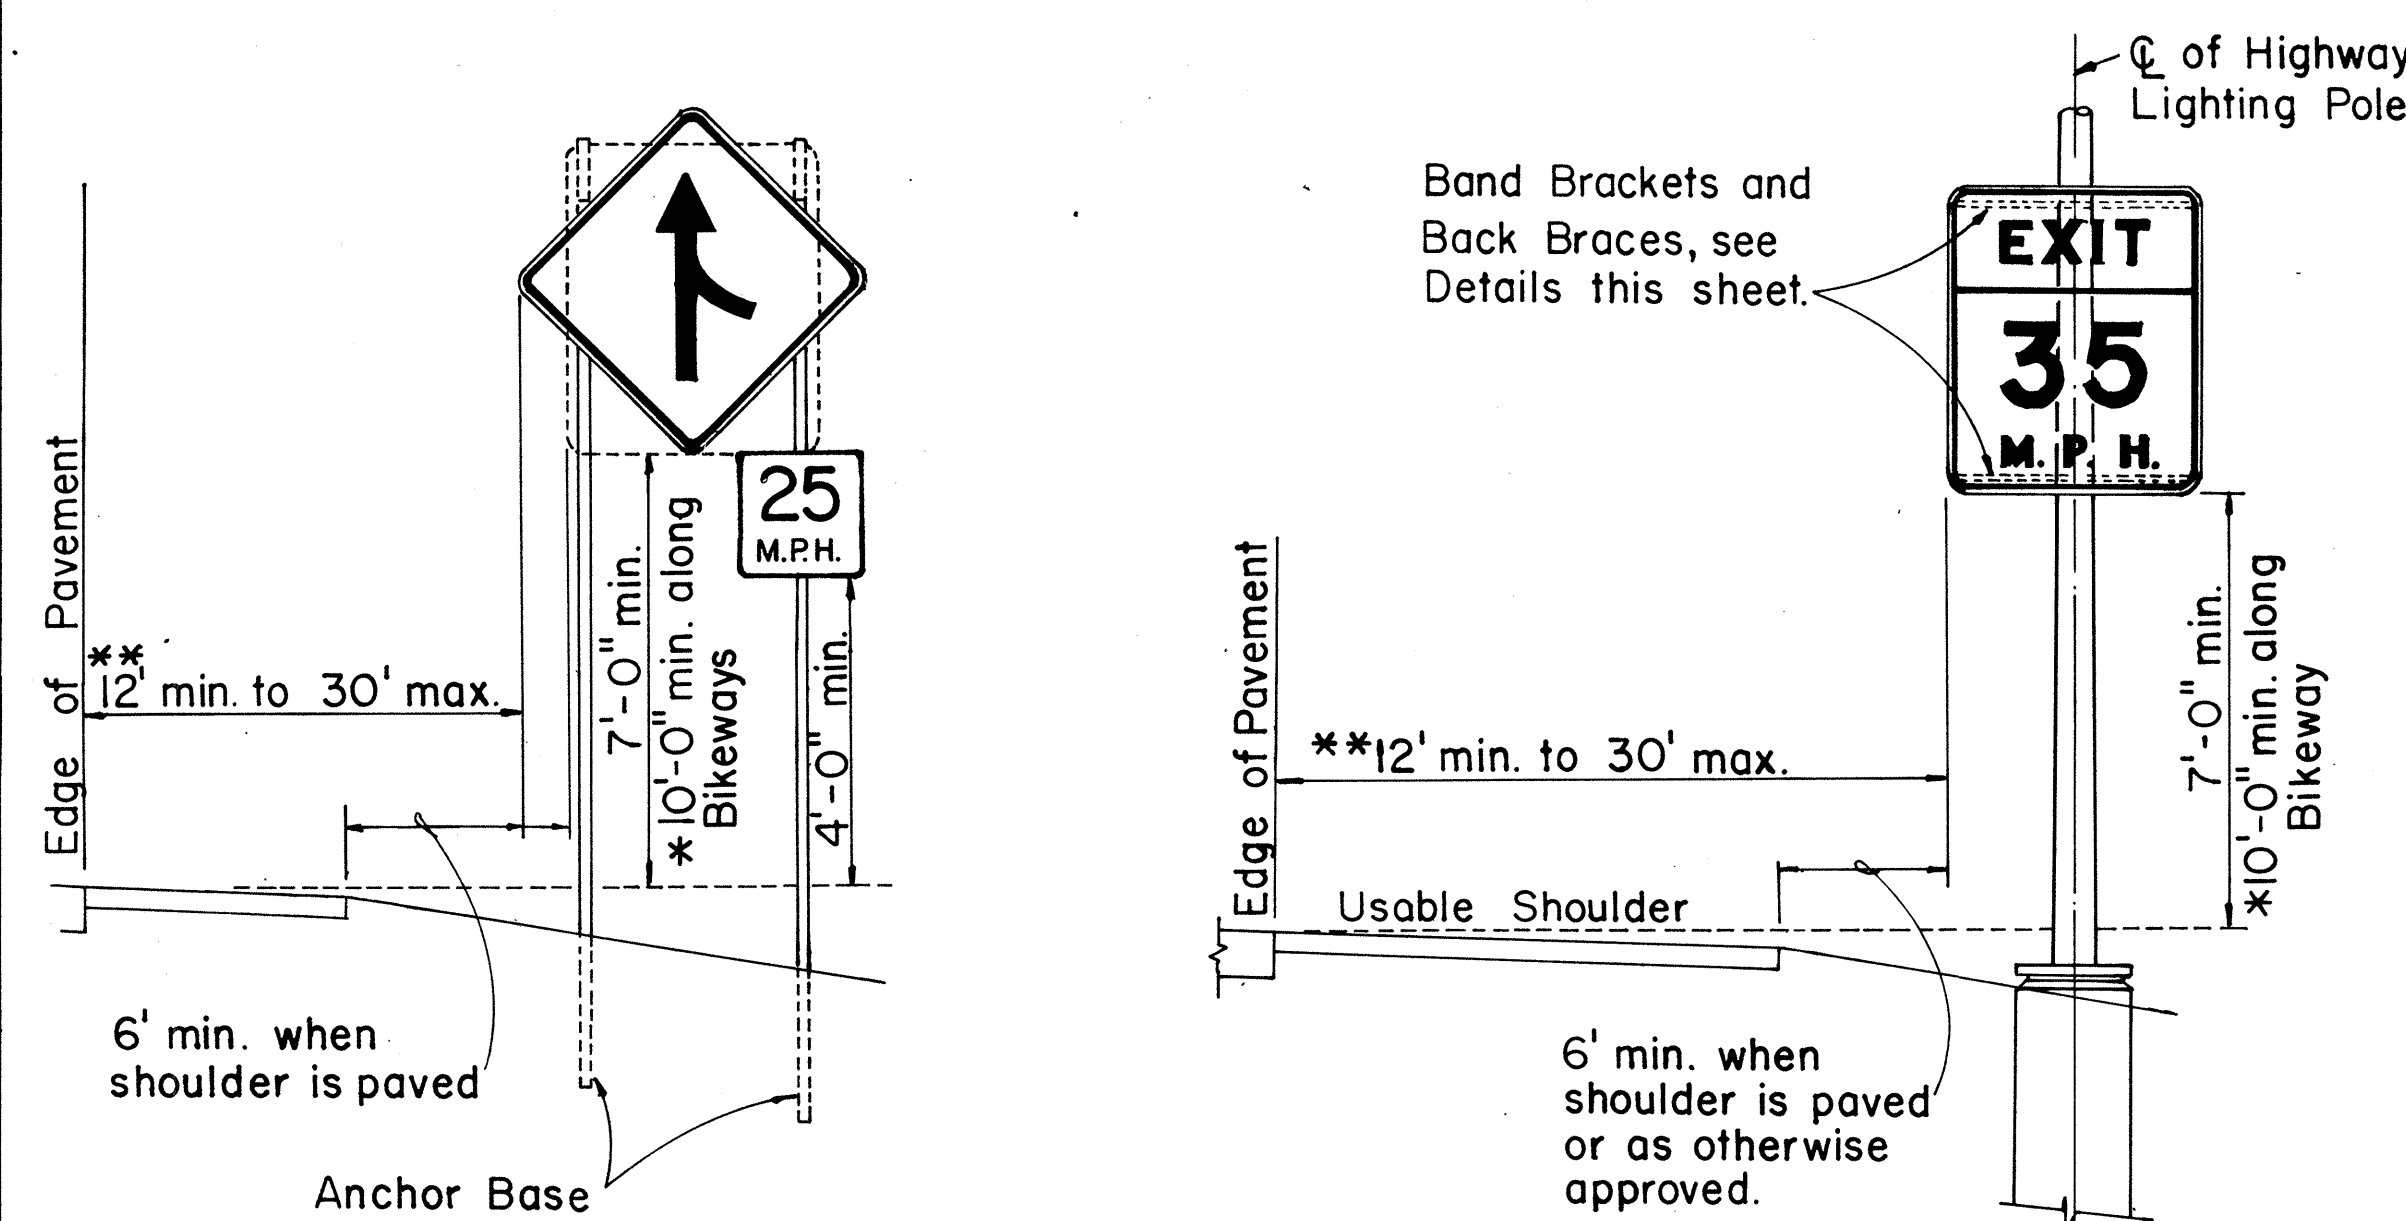 Edge of Pavement
**
12' min. to 30' max.
25
M.P.H.
7'-0" min.
*10'-0" min. along
Bikeways
4'-0" min.
6' min. when
shoulder is paved
Anchor Base
℄ of Highway
Lighting Pole
Band Brackets and
Back Braces, see
Details this sheet.
EXIT
35
M.P.H.
Edge of Pavement
**12' min. to 30' max.
Usable Shoulder
7'-0" min.
*10'-0" min. along
Bikeway
6' min. when
shoulder is paved
or as otherwise
approved.